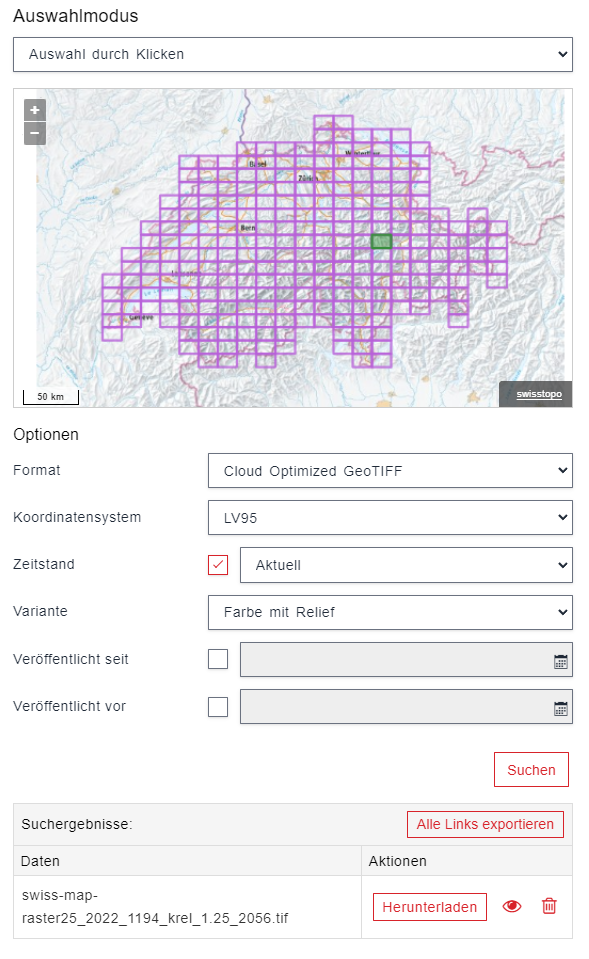 Auswahlmodus
Auswahl durch Klicken
+
−
Basel
Winterthur
Zürich
Bern
Lausanne
Genève
50 km
swisstopo
Optionen
Format
Cloud Optimized GeoTIFF
Koordinatensystem
LV95
Zeitstand
Aktuell
Variante
Farbe mit Relief
Veröffentlicht seit
Veröffentlicht vor
Suchen
Suchergebnisse:
Alle Links exportieren
Daten
Aktionen
swiss-map-
raster25_2022_1194_krel_1.25_2056.tif
Herunterladen